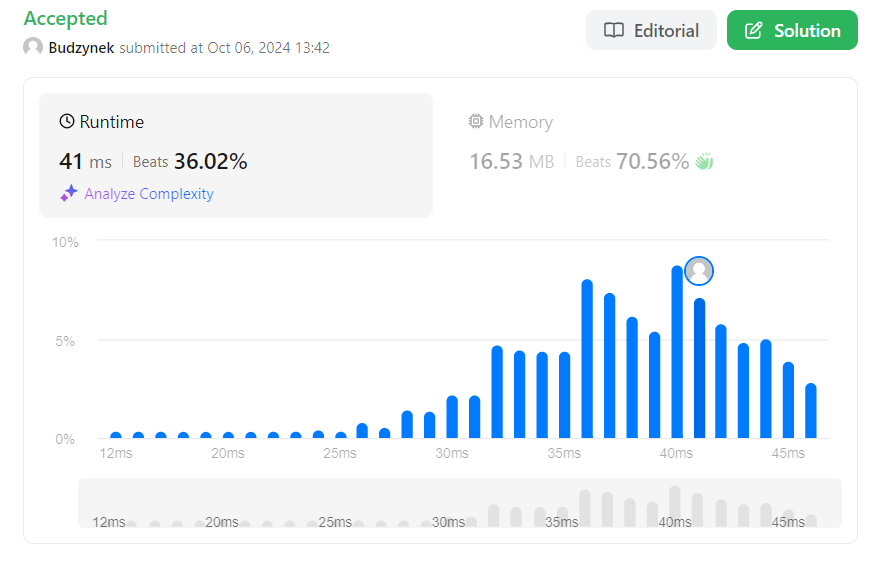 Accepted
Budzynek submitted at Oct 06, 2024 13:42
Editorial
Solution
Runtime
41 ms Beats 36.02%
Analyze Complexity
Memory
16.53 MB Beats 70.56%
10%
5%
0%
12ms 20ms 25ms 30ms 35ms 40ms 45ms
12ms 20ms 25ms 30ms 35ms 40ms 45ms